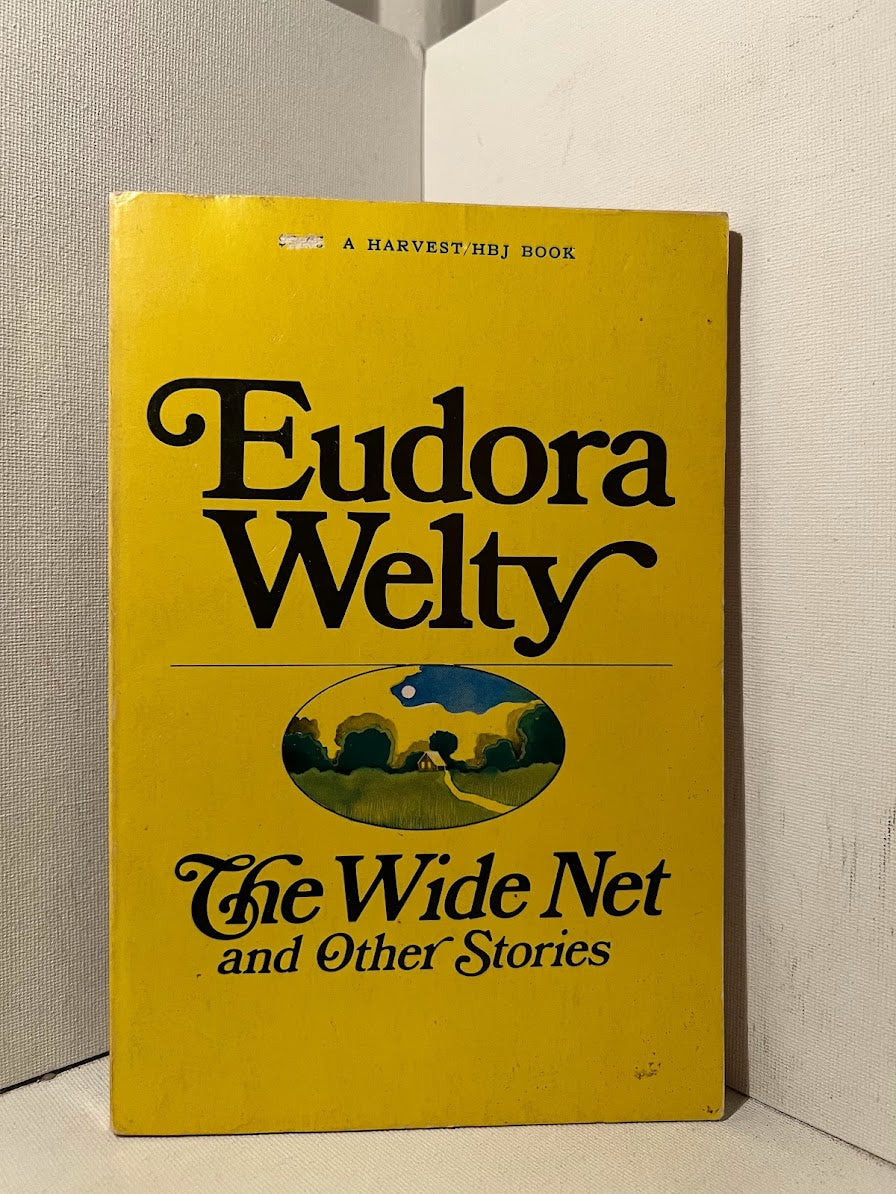 A HARVEST/HBJ BOOK
Eudora
Welty
The Wide Net
and Other Stories